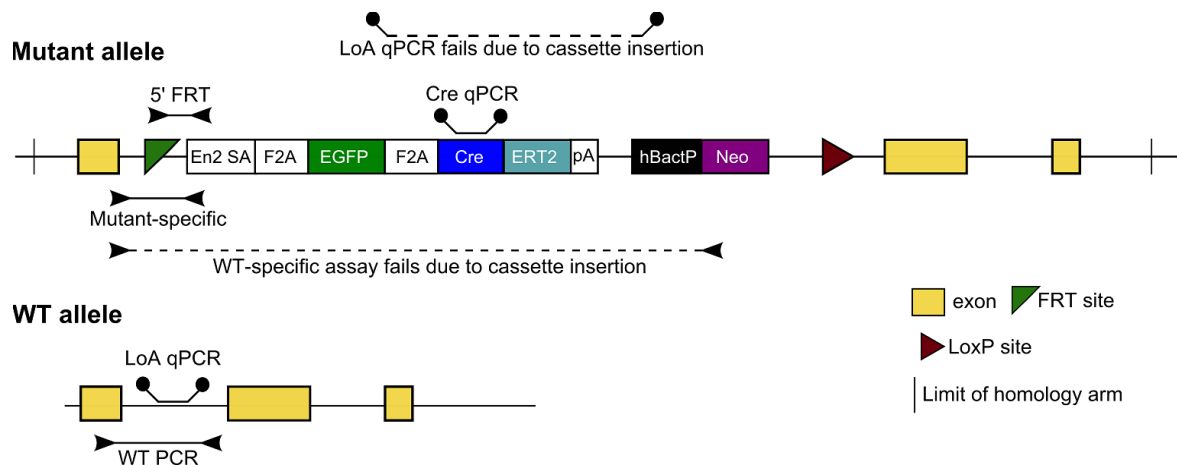 LoA qPCR fails due to cassette insertion
Mutant allele
5' FRT
Cre qPCR
En2 SA F2A EGFP F2A Cre ERT2 pA hBactP Neo
Mutant-specific
WT-specific assay fails due to cassette insertion
WT allele
LoA qPCR
WT PCR
exon FRT site
LoxP site
Limit of homology arm